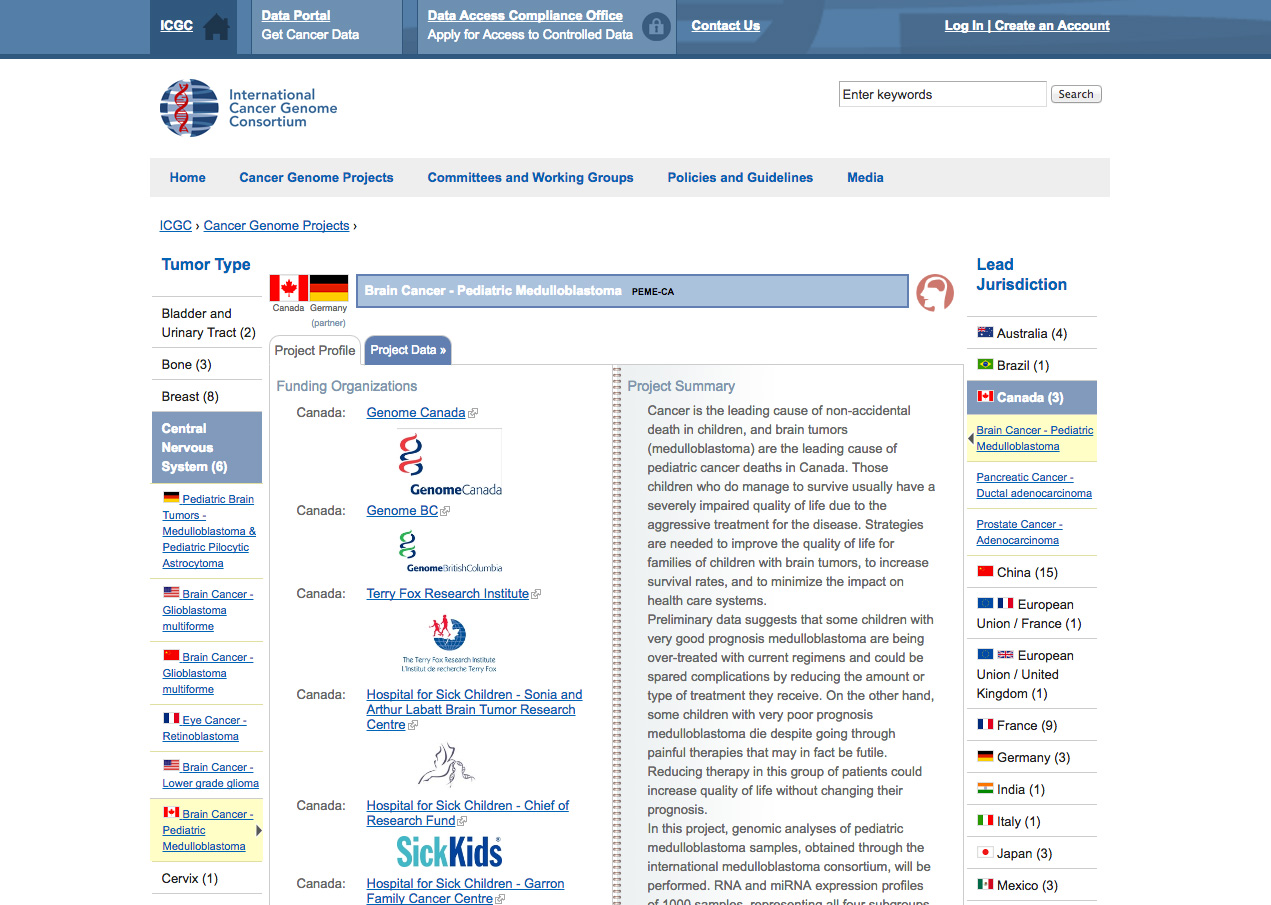 ICGC
Data Portal
Get Cancer Data
Data Access Compliance Office
Apply for Access to Controlled Data
Contact Us
Log In | Create an Account
International
Cancer Genome
Consortium
Enter keywords
Search
Home
Cancer Genome Projects
Committees and Working Groups
Policies and Guidelines
Media
ICGC › Cancer Genome Projects ›
Tumor Type
Bladder and
Urinary Tract (2)
Bone (3)
Breast (8)
Central
Nervous
System (6)
Pediatric Brain
Tumors -
Medulloblastoma &
Pediatric Pilocytic
Astrocytoma
Brain Cancer -
Glioblastoma
multiforme
Brain Cancer -
Glioblastoma
multiforme
Eye Cancer -
Retinoblastoma
Brain Cancer -
Lower grade glioma
Brain Cancer -
Pediatric
Medulloblastoma
Cervix (1)
Canada
Germany
(partner)
Brain Cancer - Pediatric Medulloblastoma PEME-CA
Project Profile
Project Data »
Funding Organizations
Canada: Genome Canada
GenomeCanada
Canada: Genome BC
GenomeBritishColumbia
Canada: Terry Fox Research Institute
The Terry Fox Research Institute
L'Institut de recherche Terry Fox
Canada: Hospital for Sick Children - Sonia and
Arthur Labatt Brain Tumor Research
Centre
Canada: Hospital for Sick Children - Chief of
Research Fund
SickKids®
Canada: Hospital for Sick Children - Garron
Family Cancer Centre
Project Summary
Cancer is the leading cause of non-accidental
death in children, and brain tumors
(medulloblastoma) are the leading cause of
pediatric cancer deaths in Canada. Those
children who do manage to survive usually have a
severely impaired quality of life due to the
aggressive treatment for the disease. Strategies
are needed to improve the quality of life for
families of children with brain tumors, to increase
survival rates, and to minimize the impact on
health care systems.
Preliminary data suggests that some children with
very good prognosis medulloblastoma are being
over-treated with current regimens and could be
spared complications by reducing the amount or
type of treatment they receive. On the other hand,
some children with very poor prognosis
medulloblastoma die despite going through
painful therapies that may in fact be futile.
Reducing therapy in this group of patients could
increase quality of life without changing their
prognosis.
In this project, genomic analyses of pediatric
medulloblastoma samples, obtained through the
international medulloblastoma consortium, will be
performed. RNA and miRNA expression profiles
of 1000 samples, representing all four subgroups
Lead
Jurisdiction
Australia (4)
Brazil (1)
Canada (3)
Brain Cancer - Pediatric
Medulloblastoma
Pancreatic Cancer -
Ductal adenocarcinoma
Prostate Cancer -
Adenocarcinoma
China (15)
European
Union / France (1)
European
Union / United
Kingdom (1)
France (9)
Germany (3)
India (1)
Italy (1)
Japan (3)
Mexico (3)